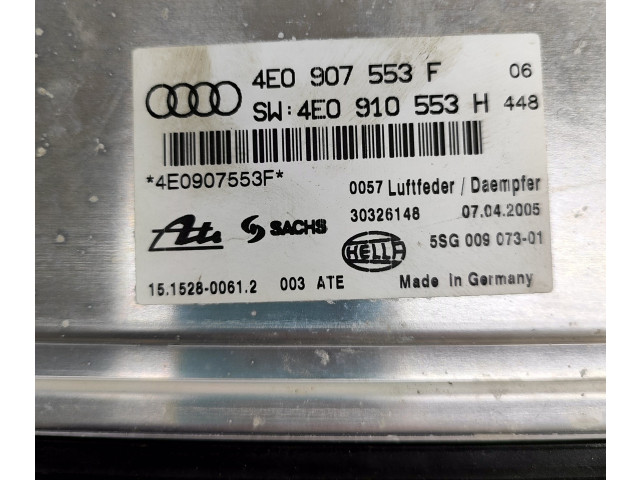 4E0 907 553 F 06
SW: 4E0 910 553 H 448
*4E0907553F* 0057 Luftfeder / Daempfer
30326148 07.04.2005
Ate SACHS HELLA 5SG 009 073-01
15.1528-0061.2 003 ATE Made in Germany